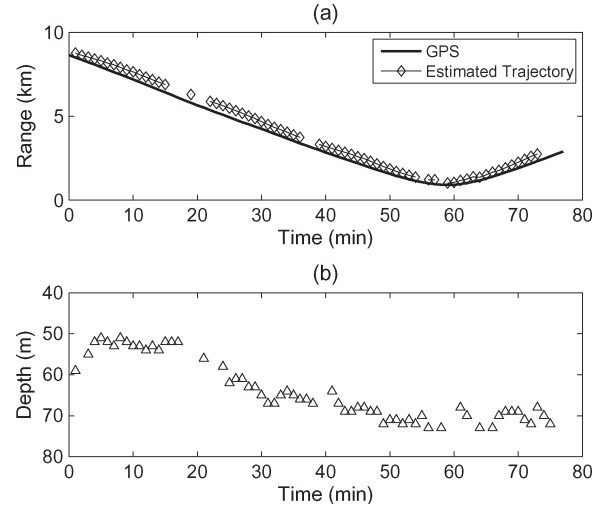 (a)
10
5
0
Range (km)
GPS
Estimated Trajectory
0 10 20 30 40 50 60 70 80
Time (min)
(b)
40
50
60
70
80
Depth (m)
0 10 20 30 40 50 60 70 80
Time (min)